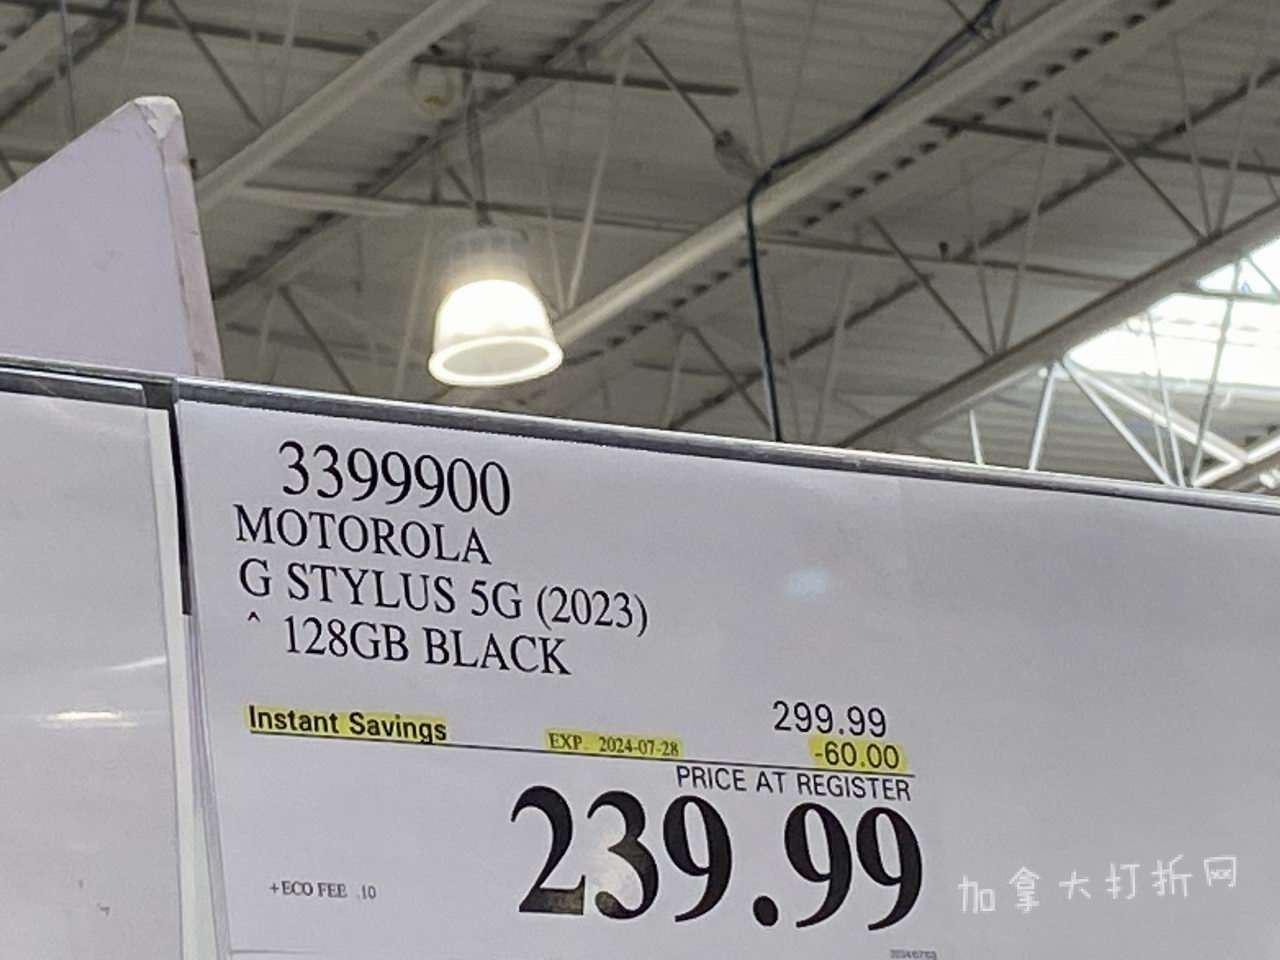 3399900
MOTOROLA
G STYLUS 5G (2023)
^ 128GB BLACK
299.99
Instant Savings EXP. 2024-07-28 -60.00
PRICE AT REGISTER
239.99
+ECO FEE .10
加拿大打折网